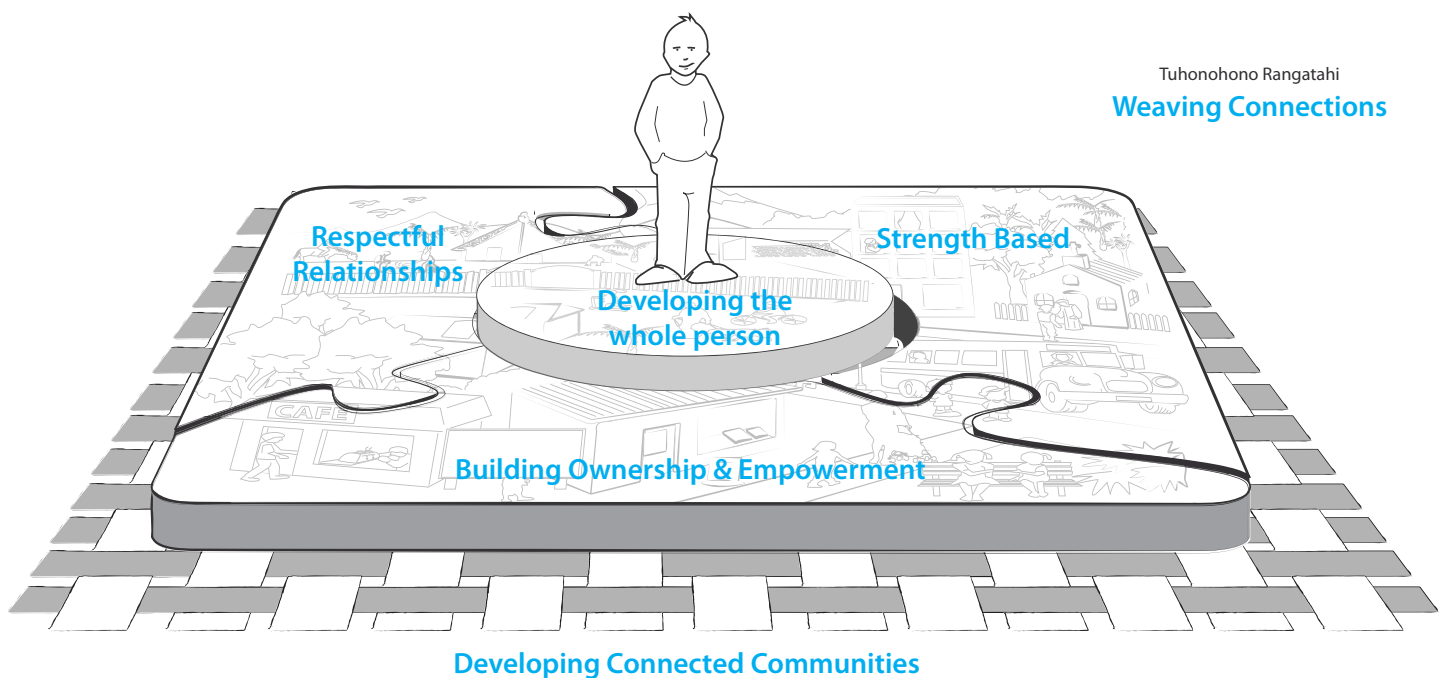 Tuhonohono Rangatahi
Weaving Connections
Respectful
Relationships
Strength Based
Developing the
whole person
CAFE
Building Ownership & Empowerment
Developing Connected Communities